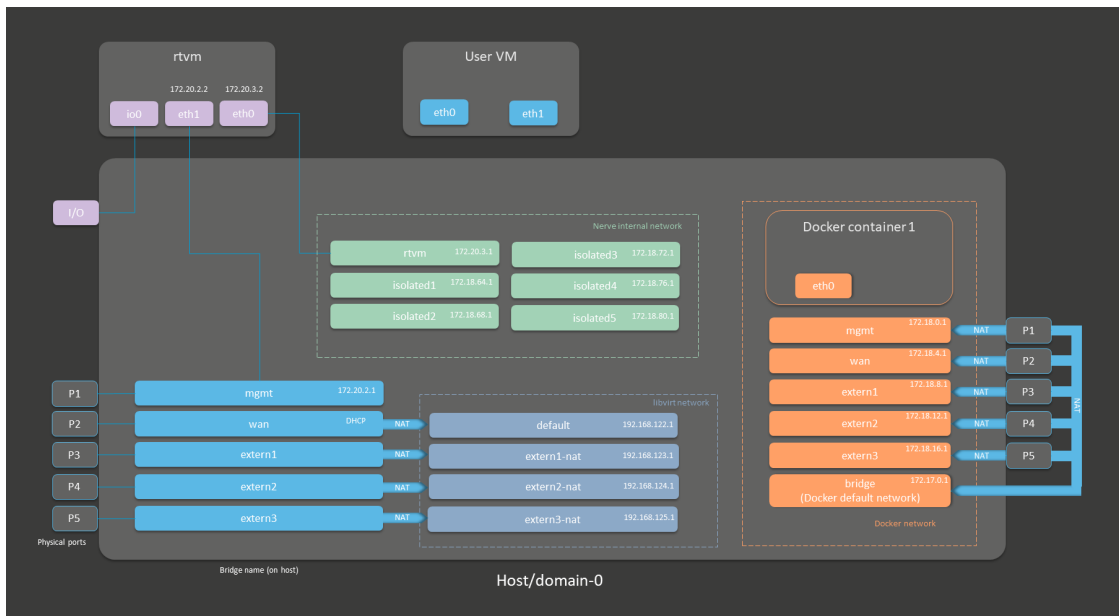 rtvm
172.20.2.2
172.20.3.2
io0
eth1
eth0
User VM
eth0
eth1
I/O
Nerve internal network
rtvm
172.20.3.1
isolated3
172.18.72.1
isolated1
172.18.64.1
isolated4
172.18.76.1
isolated2
172.18.68.1
isolated5
172.18.80.1
Docker container 1
eth0
mgmt
172.18.0.1
NAT
P1
wan
172.18.4.1
NAT
P2
extern1
172.18.8.1
NAT
P3
extern2
172.18.12.1
NAT
P4
extern3
172.18.16.1
NAT
P5
bridge
(Docker default network)
172.17.0.1
NAT
Docker network
P1
mgmt
172.20.2.1
libvirt network
P2
wan
DHCP
NAT
default
192.168.122.1
P3
extern1
NAT
extern1-nat
192.168.123.1
P4
extern2
NAT
extern2-nat
192.168.124.1
P5
extern3
NAT
extern3-nat
192.168.125.1
Physical ports
Bridge name (on host)
Host/domain-0